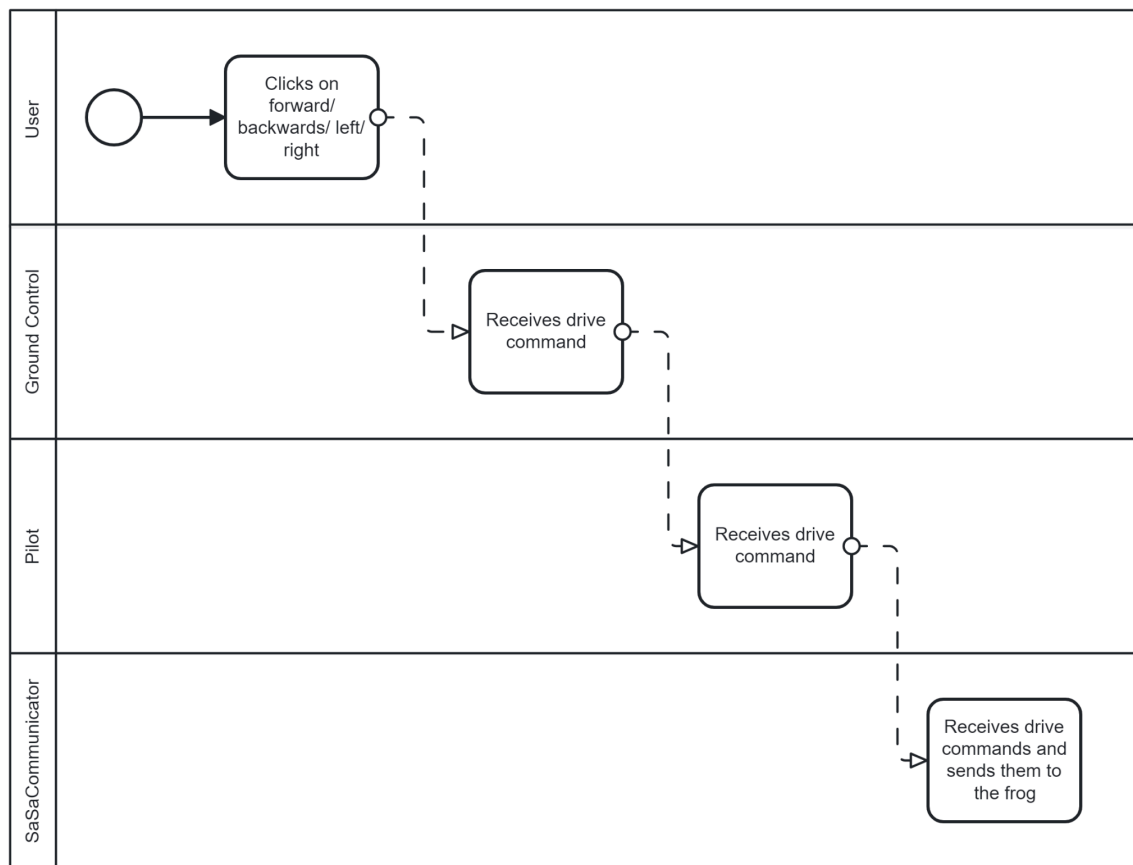 User
Clicks on
forward/
backwards/ left/
right
Ground Control
Receives drive
command
Pilot
Receives drive
command
SaSaCommunicator
Receives drive
commands and
sends them to
the frog